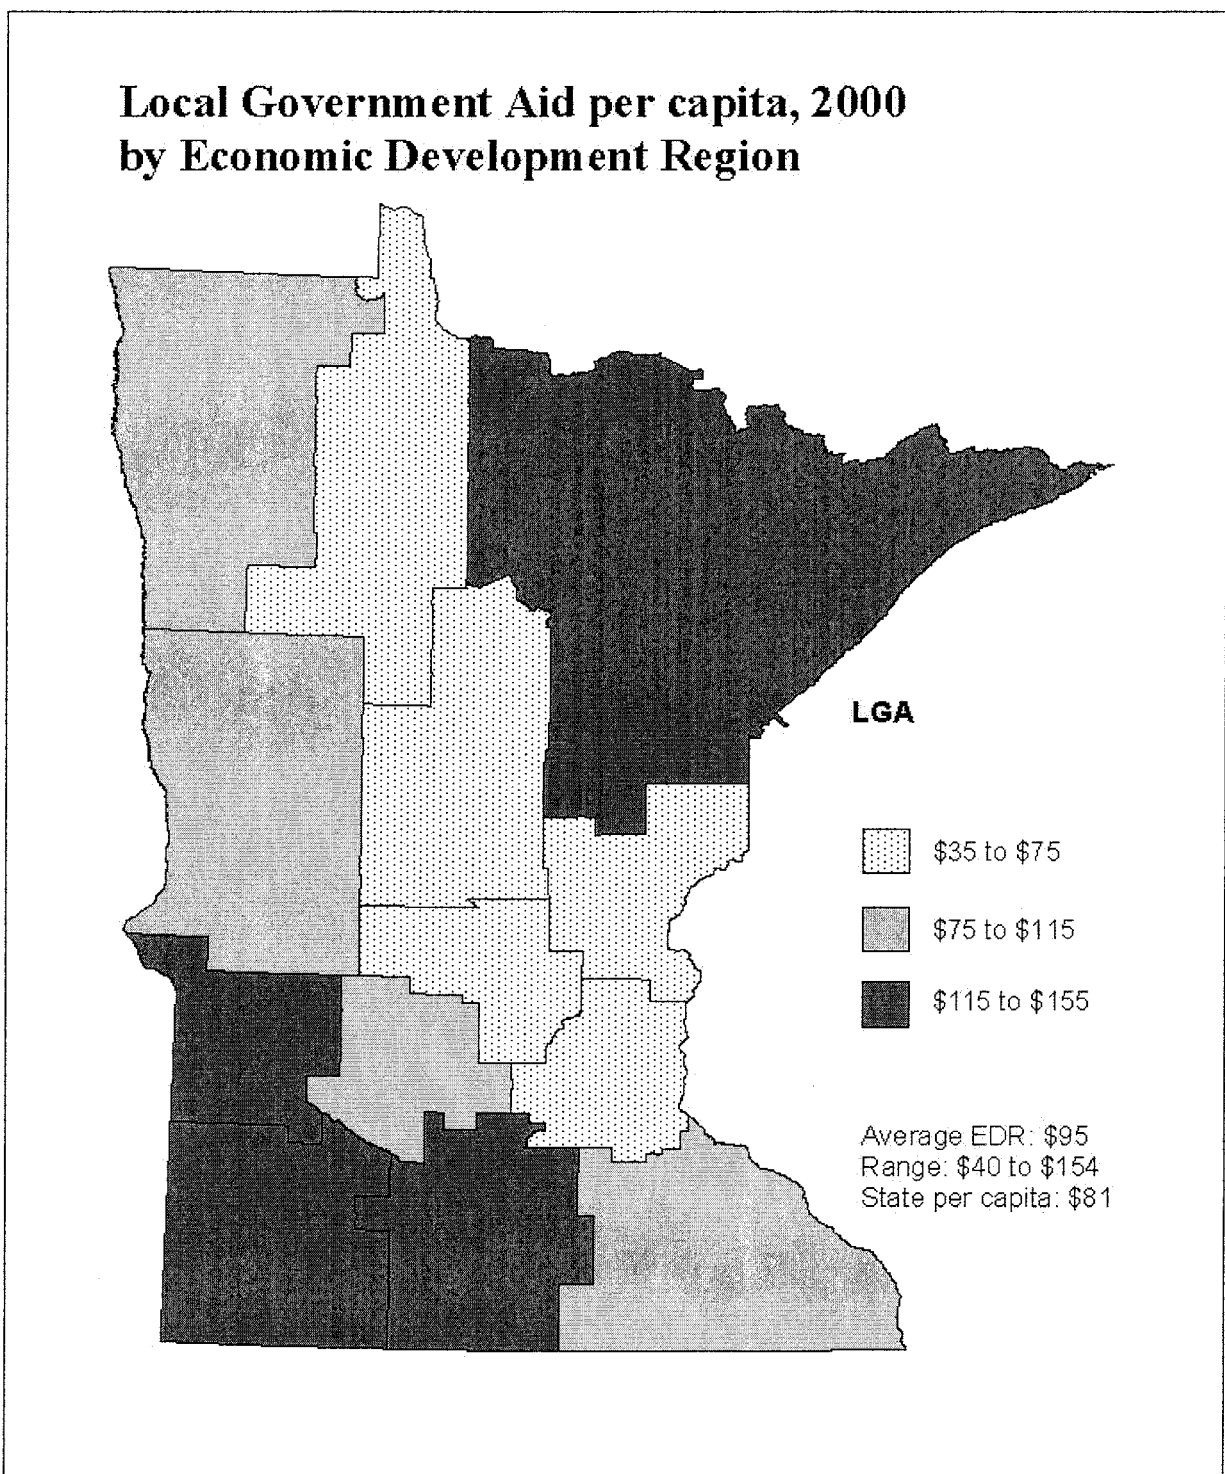 Local Government Aid per capita, 2000
by Economic Development Region
LGA
$35 to $75
$75 to $115
$115 to $155
Average EDR: $95
Range: $40 to $154
State per capita: $81